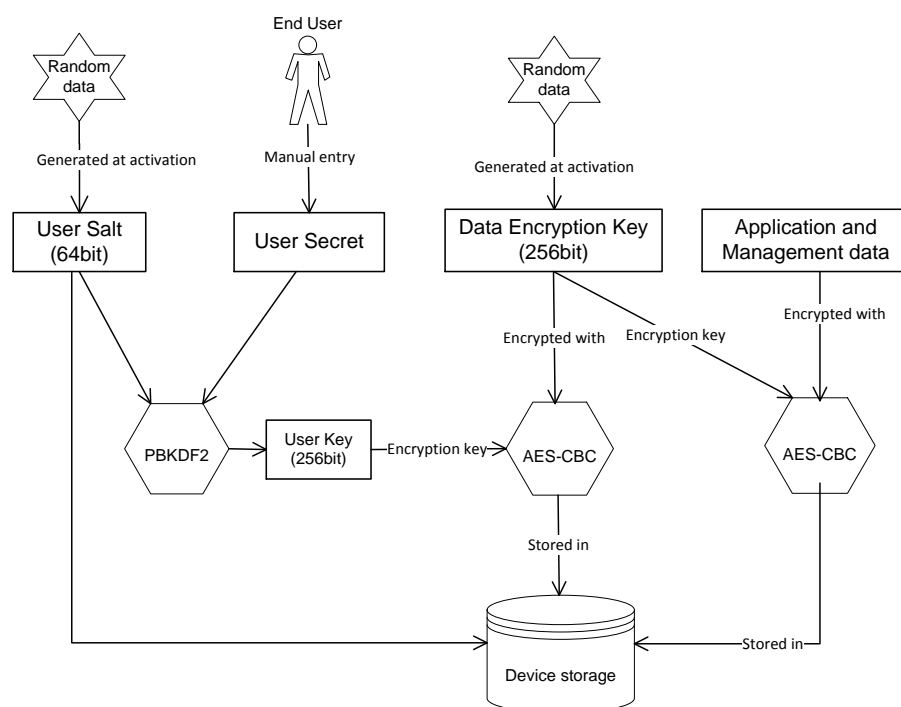 End User
Random
data
Random
data
Generated at activation
Manual entry
Generated at activation
User Salt
(64bit)
User Secret
Data Encryption Key
(256bit)
Application and
Management data
Encrypted with
Encryption key
Encrypted with
PBKDF2
User Key
(256bit)
Encryption key
AES-CBC
AES-CBC
Stored in
Stored in
Device storage